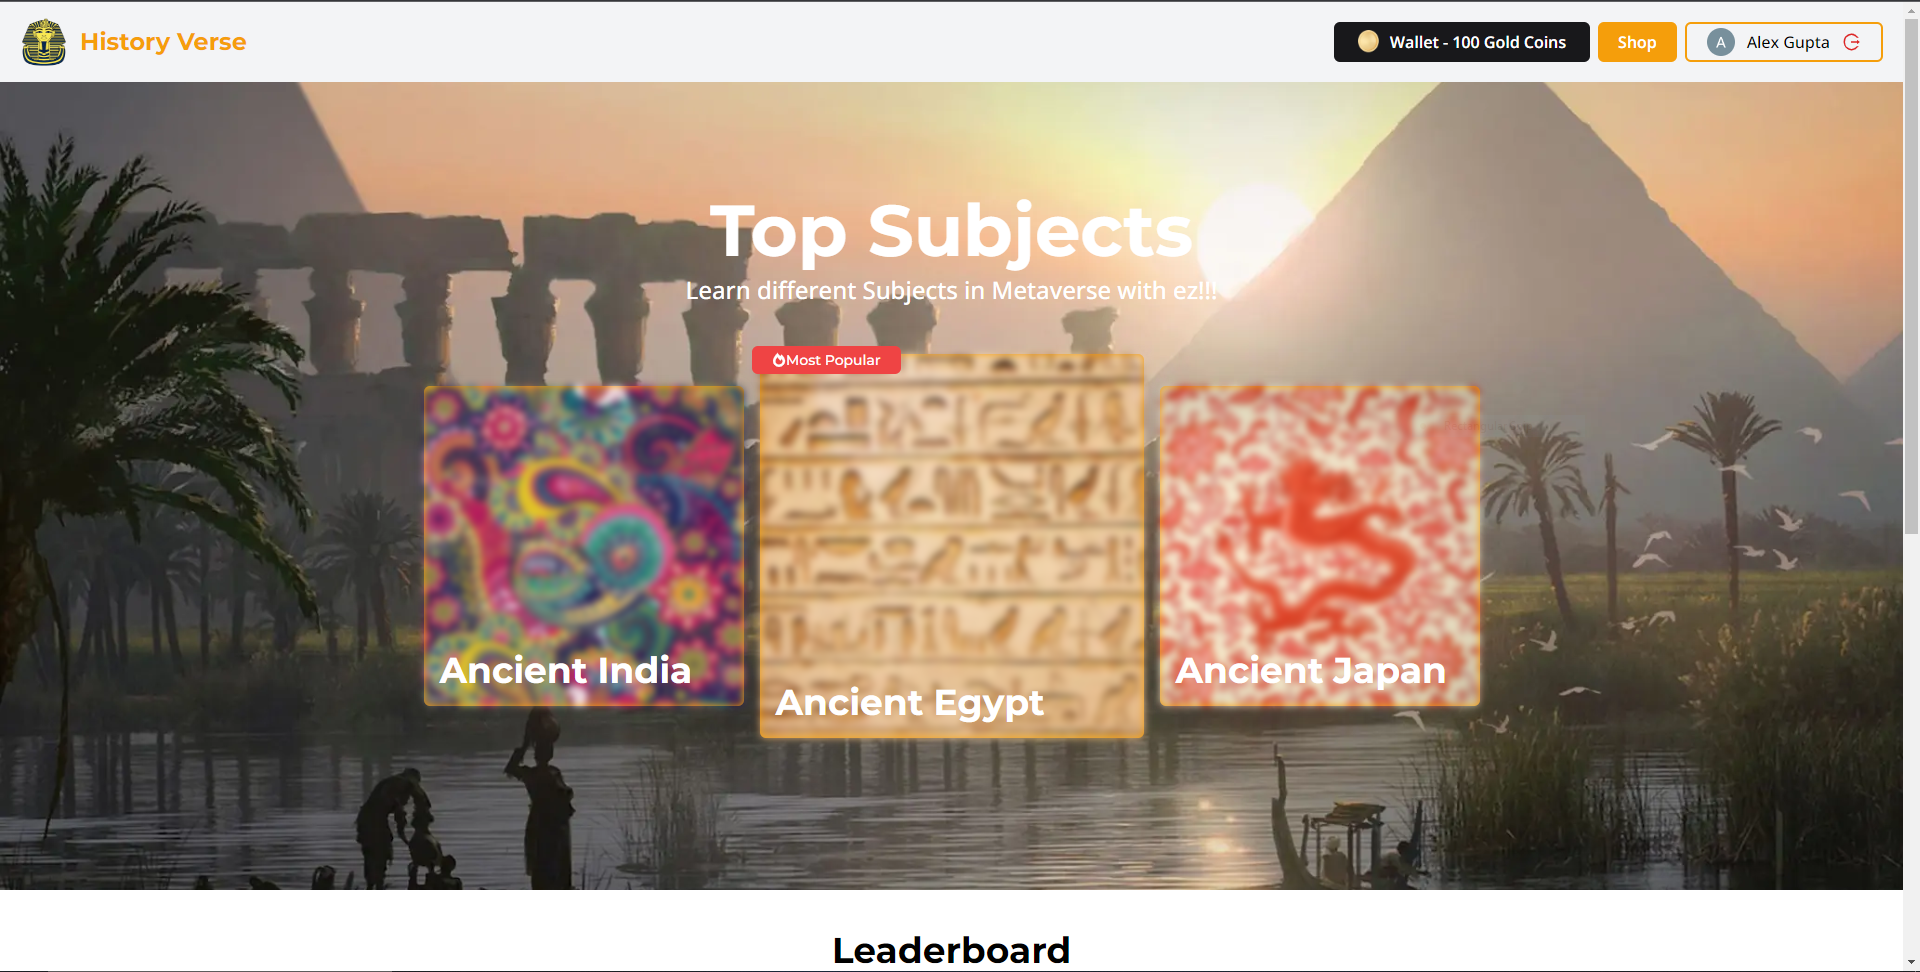 History Verse
Wallet - 100 Gold Coins
Shop
A
Alex Gupta
Top Subjects
Learn different Subjects in Metaverse with ez!!!
Most Popular
Ancient India
Ancient Egypt
Ancient Japan
Leaderboard